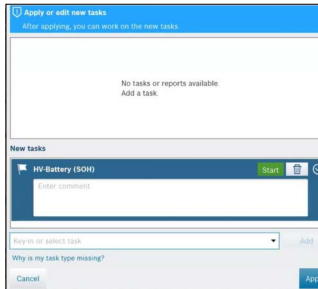 Apply or edit new tasks
After applying, you can work on the new tasks.
No tasks or reports available.
Add a task.
New tasks
HV-Battery (SOH)
Start
Enter comment
Key-in or select task
Add
Why is my task type missing?
Cancel
App